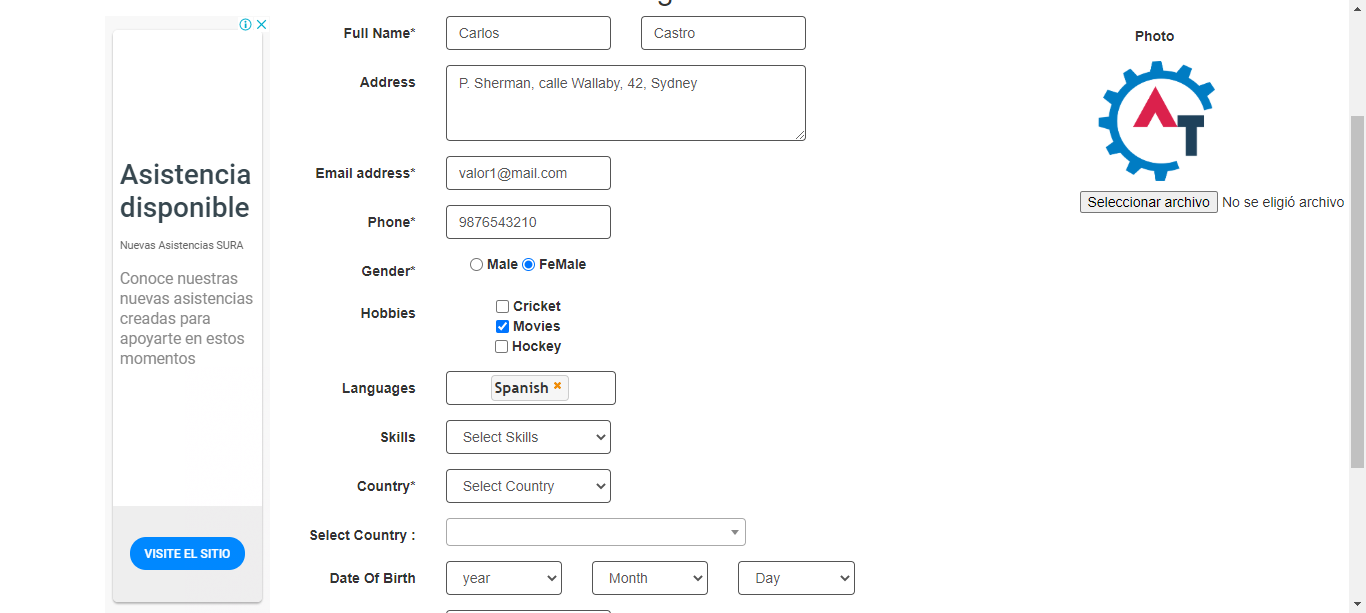 Full Name*
Carlos
Castro
Photo
Address
P. Sherman, calle Wallaby, 42, Sydney
AT
Email address*
valor1@mail.com
Seleccionar archivo No se eligió archivo
Phone*
9876543210
Gender*
Male FeMale
Hobbies
Cricket
Movies
Hockey
Languages
Spanish
Skills
Select Skills
Country*
Select Country
Select Country :
Date Of Birth
year
Month
Day
Asistencia
disponible
Nuevas Asistencias SURA
Conoce nuestras
nuevas asistencias
creadas para
apoyarte en estos
momentos
VISITE EL SITIO